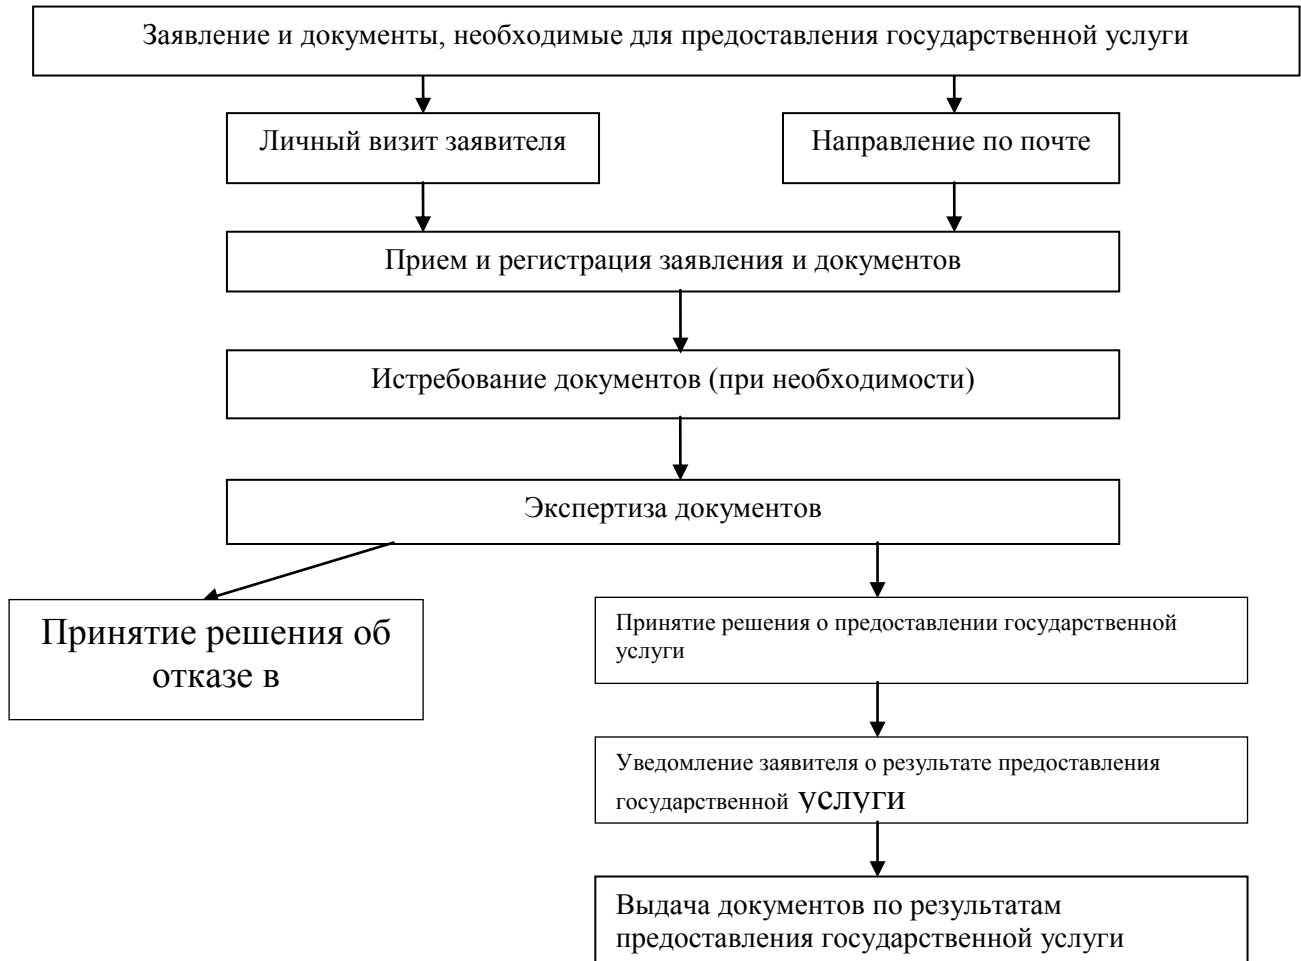 Заявление и документы, необходимые для предоставления государственной услуги
Личный визит заявителя
Направление по почте
Прием и регистрация заявления и документов
Истребование документов (при необходимости)
Экспертиза документов
Принятие решения об
отказе в
Принятие решения о предоставлении государственной
услуги
Уведомление заявителя о результате предоставления
государственной услуги
Выдача документов по результатам
предоставления государственной услуги